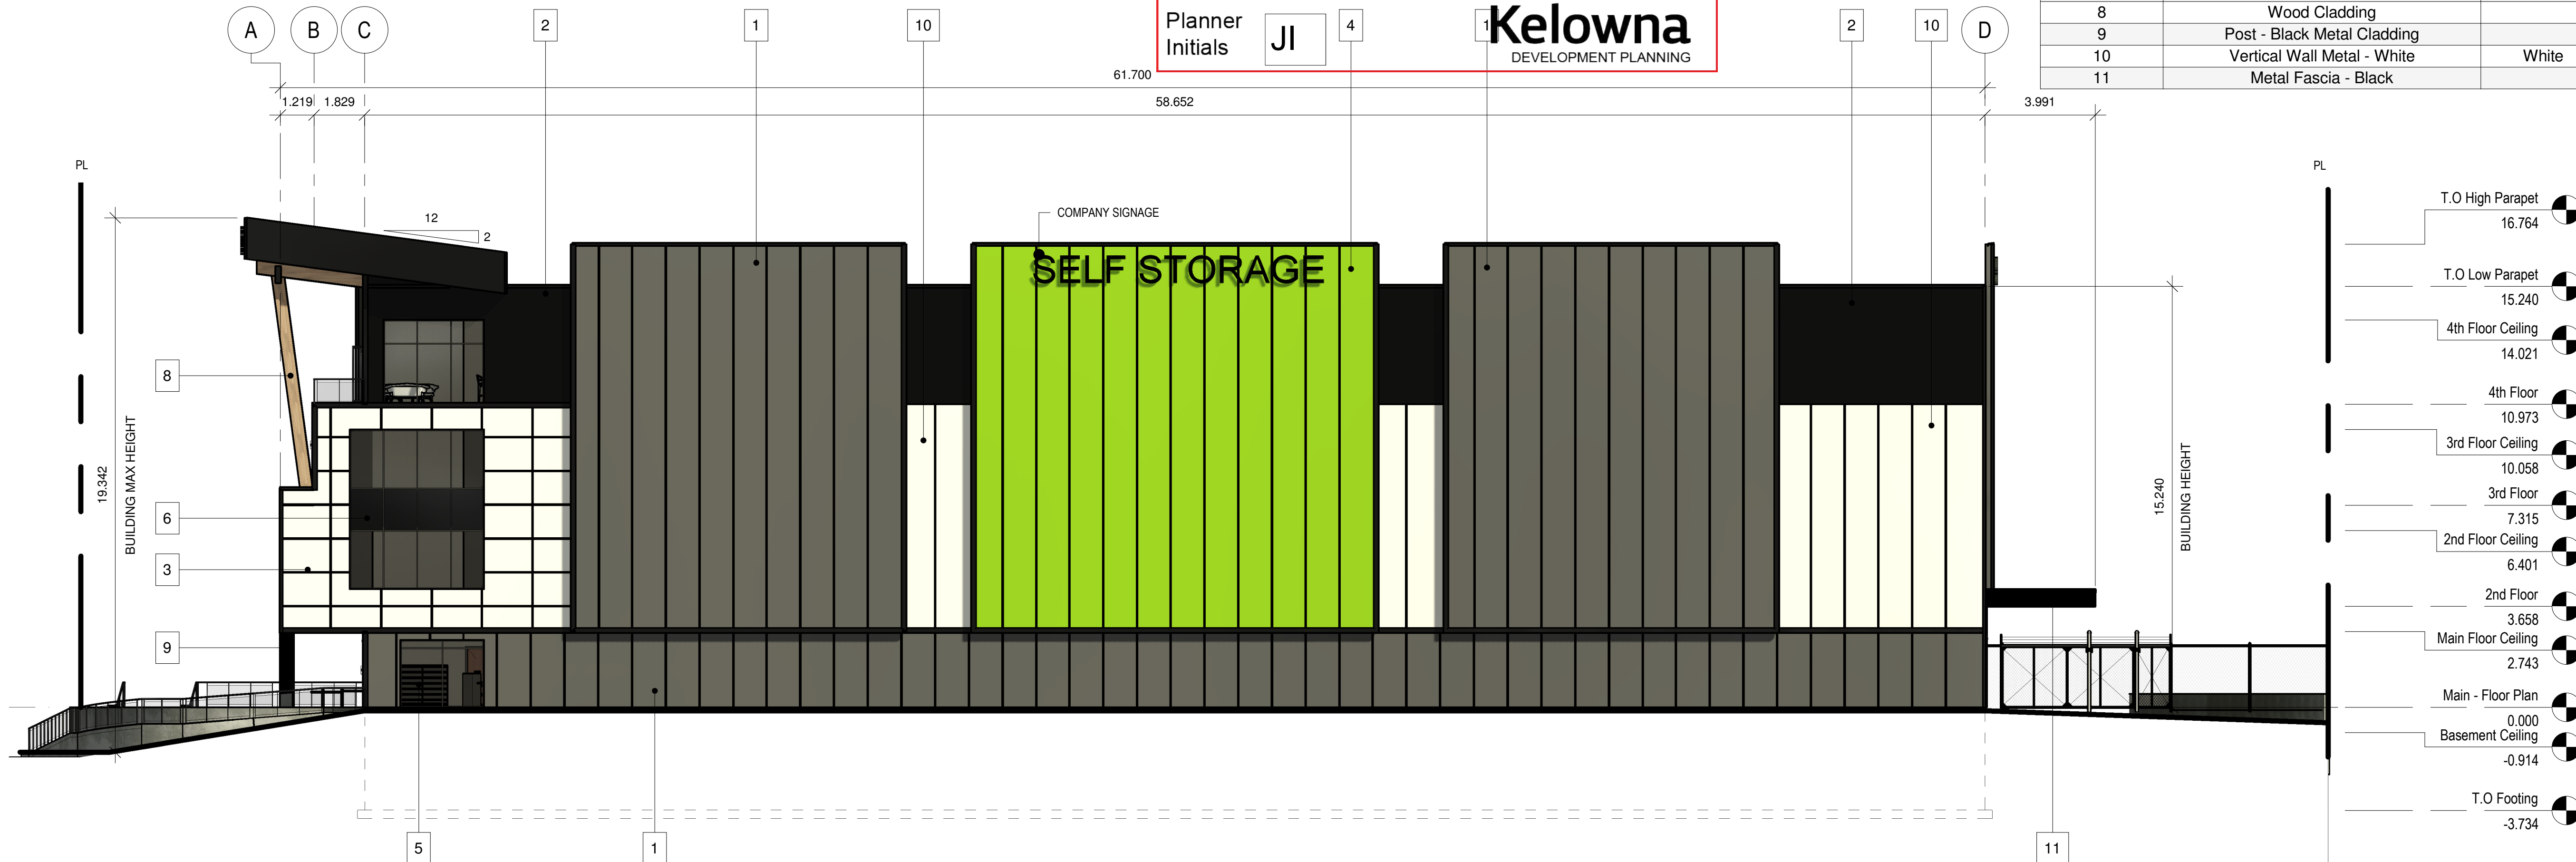 A
B
C
2
1
10
Planner
Initials
JI
4
1
Kelowna
DEVELOPMENT PLANNING
2
10
D
8 Wood Cladding
9 Post - Black Metal Cladding
10 Vertical Wall Metal - White White
11 Metal Fascia - Black
61.700
1.219
1.829
58.652
3.991
PL
PL
12
2
COMPANY SIGNAGE
SELF STORAGE
T.O High Parapet
16.764
T.O Low Parapet
15.240
4th Floor Ceiling
14.021
8
4th Floor
10.973
3rd Floor Ceiling
10.058
19.342
BUILDING MAX HEIGHT
6
15.240
BUILDING HEIGHT
3rd Floor
7.315
3
2nd Floor Ceiling
6.401
2nd Floor
3.658
9
Main Floor Ceiling
2.743
Main - Floor Plan
0.000
Basement Ceiling
-0.914
T.O Footing
-3.734
5
1
11